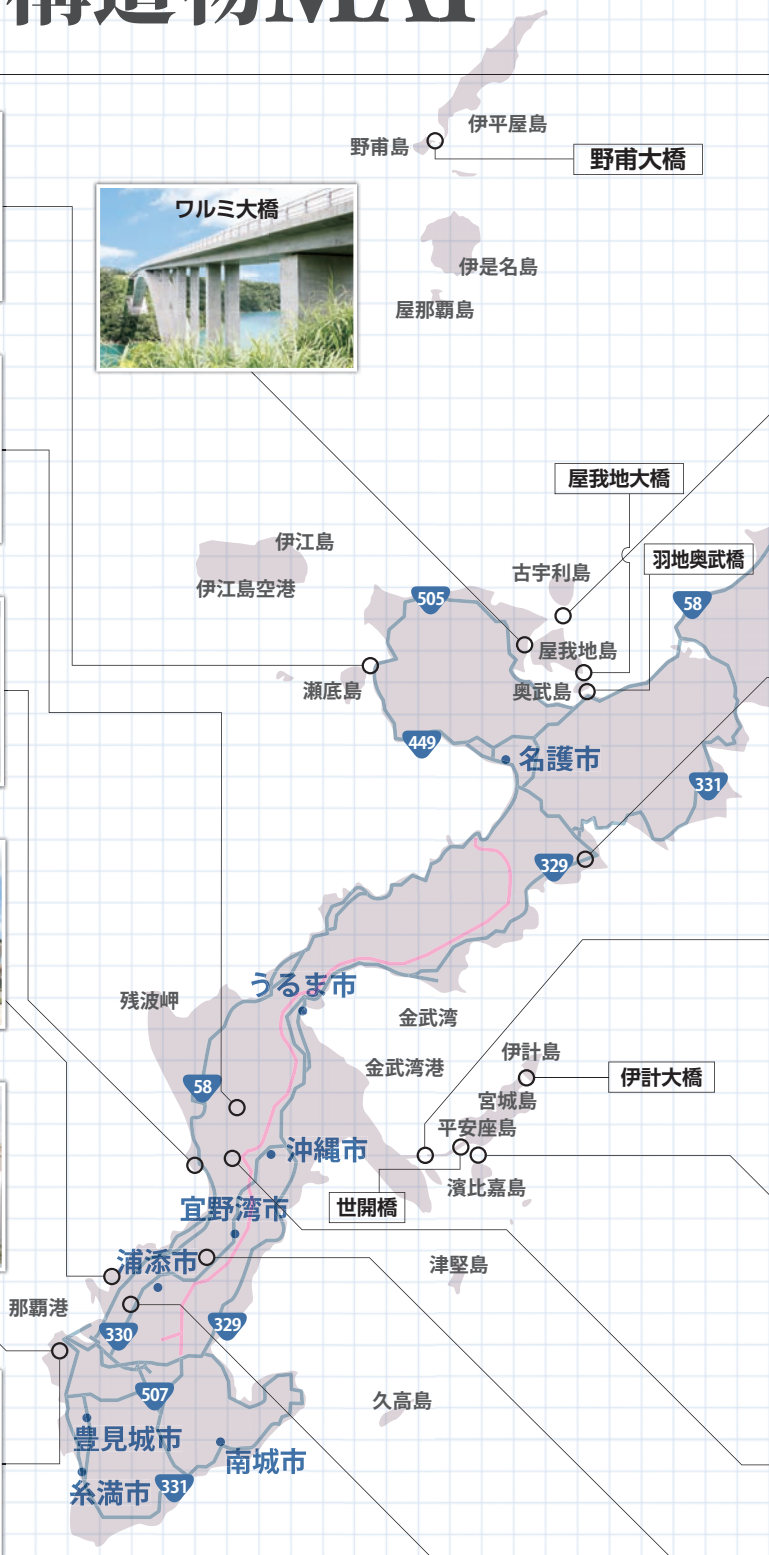 構造物MAP
伊平屋島
野甫島
野甫大橋
ワルミ大橋
伊是名島
屋那覇島
屋我地大橋
伊江島
羽地奥武橋
古宇利島
伊江島空港
505
58
屋我地島
瀬底島
奥武島
449
名護市
331
329
うるま市
残波岬
金武湾
伊計島
金武湾港
伊計大橋
58
宮城島
平安座島
沖縄市
濱比嘉島
世開橋
宜野湾市
浦添市
津堅島
那覇港
330
329
507
久高島
豊見城市
南城市
糸満市
331